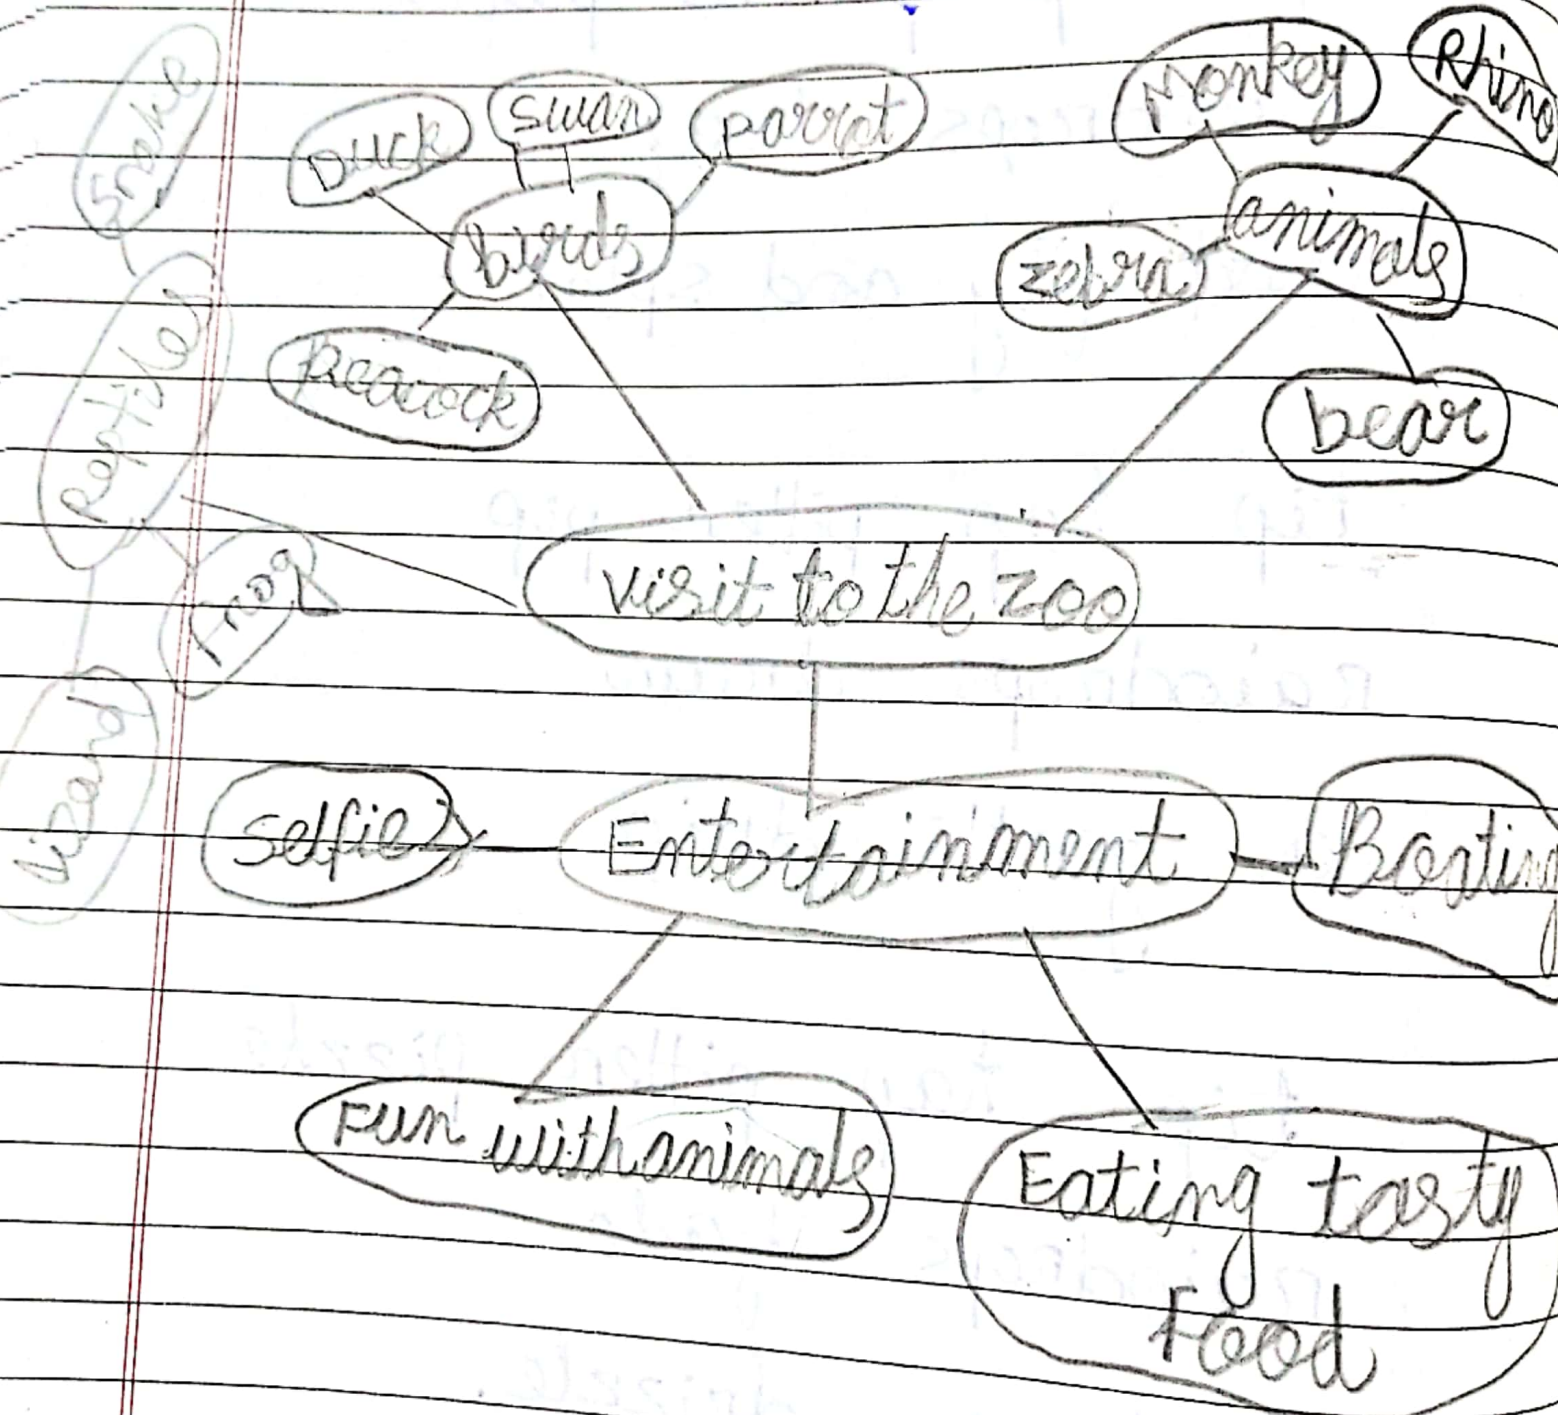 Snake
Duck
swan
parrot
Monkey
Rhino
birds
animals
zebra
Reptiles
Peacock
bear
Frog
visit to the zoo
Lizard
Selfie
Entertainment
Boating
Fun with animals
Eating tasty
Food